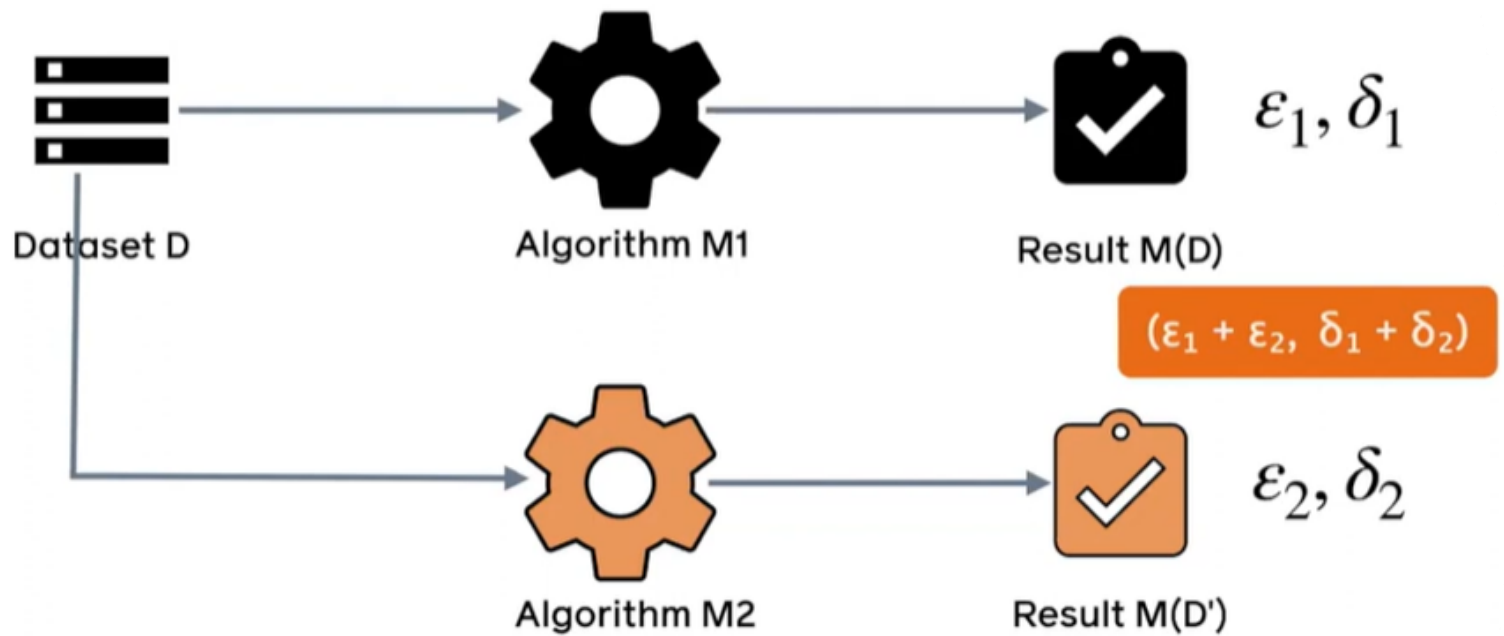 ε₁, δ₁
Dataset D
Algorithm M1
Result M(D)
(ε₁ + ε₂, δ₁ + δ₂)
ε₂, δ₂
Algorithm M2
Result M(D')